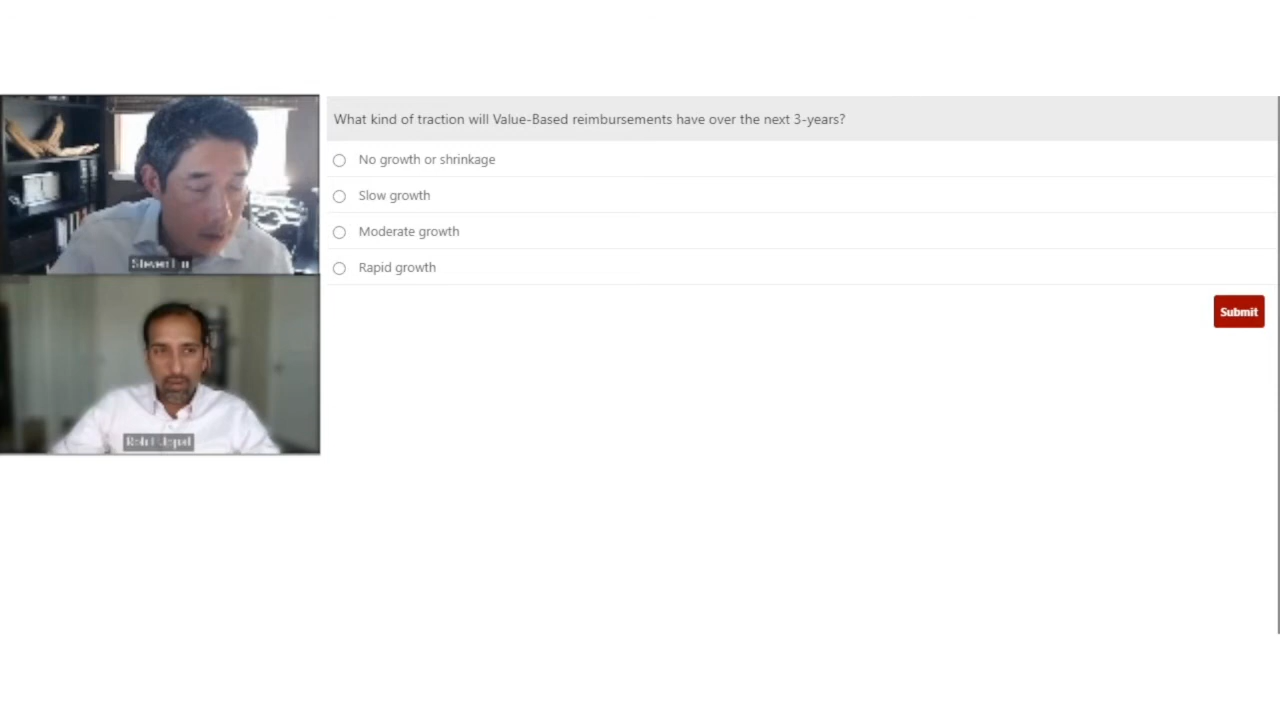 What kind of traction will Value-Based reimbursements have over the next 3-years?
No growth or shrinkage
Slow growth
Moderate growth
Rapid growth
Submit
Steven